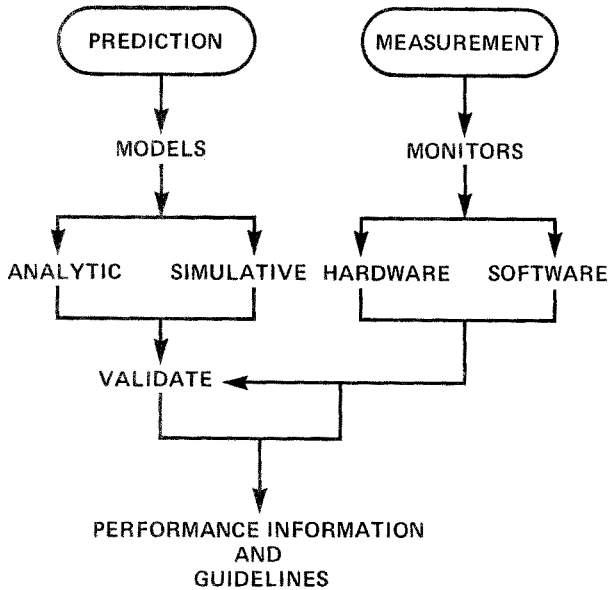 PREDICTION
MEASUREMENT
MODELS
MONITORS
ANALYTIC
SIMULATIVE
HARDWARE
SOFTWARE
VALIDATE
PERFORMANCE INFORMATION
AND
GUIDELINES